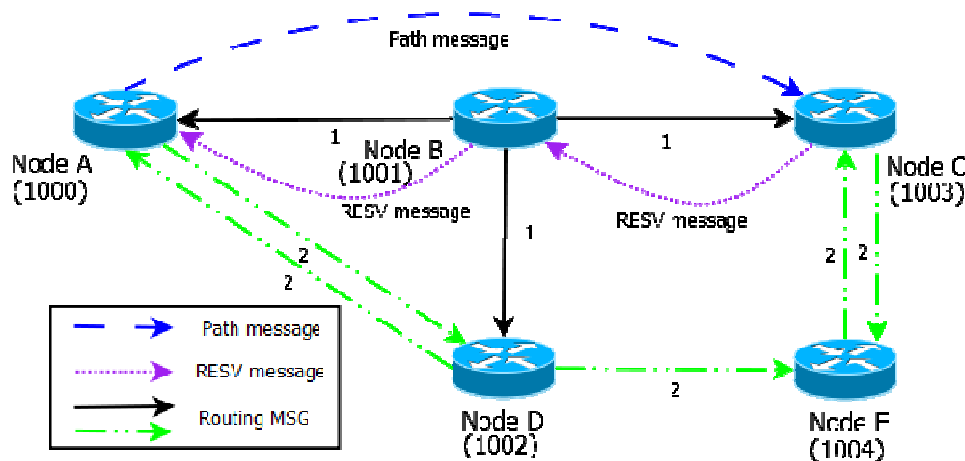 Path message
1
1
Node A
(1000)
Node B
(1001)
Node C
(1003)
RESV message
RESV message
1
2
2
2
2
Path message
RESV message
Routing MSG
2
Node D
(1002)
Node E
(1004)